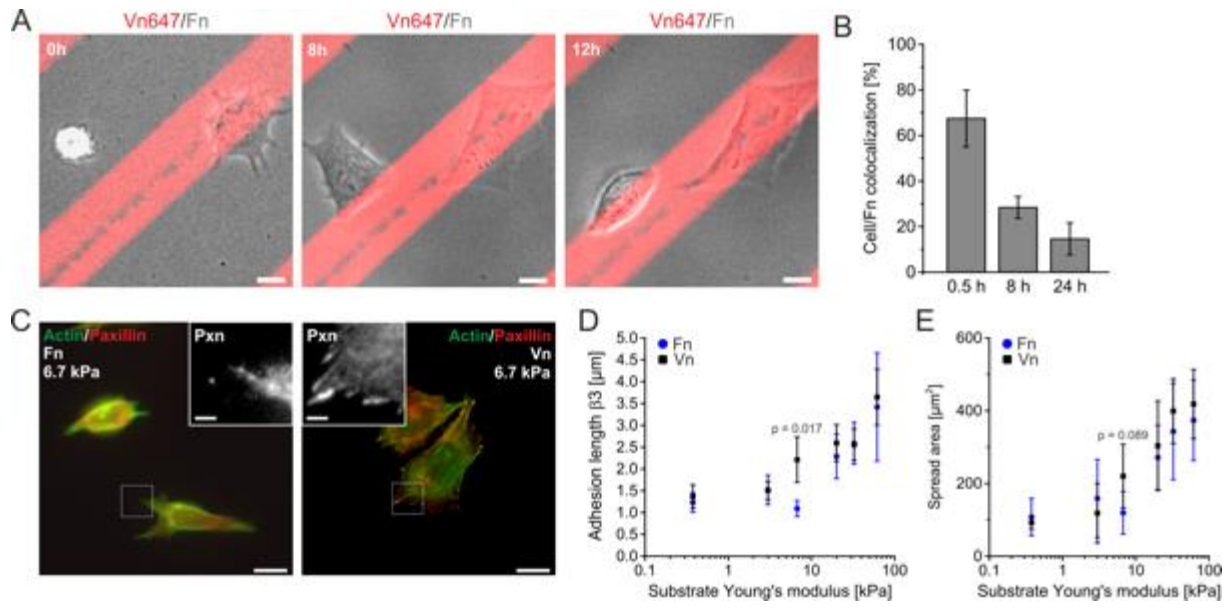 A
Vn647/Fn
0h
Vn647/Fn
8h
Vn647/Fn
12h
B
Cell/Fn colocalization [%]
100
80
60
40
20
0
0.5 h 8 h 24 h
C
Actin/Paxillin
Fn
6.7 kPa
Pxn
Pxn
Actin/Paxillin
Vn
6.7 kPa
D
Fn
Vn
Adhesion length β3 [μm]
5.0
4.5
4.0
3.5
3.0
2.5
2.0
1.5
1.0
0.5
0.0
p = 0.017
0.1 1 10 100
Substrate Young's modulus [kPa]
E
Fn
Vn
Spread area [μm²]
600
400
200
0
p = 0.089
0.1 1 10 100
Substrate Young's modulus [kPa]